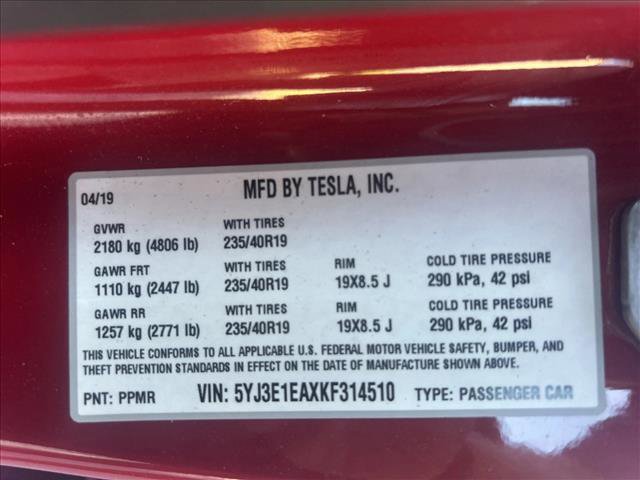 04/19 MFD BY TESLA, INC.
GVWR WITH TIRES
2180 kg (4806 lb) 235/40R19
GAWR FRT WITH TIRES RIM COLD TIRE PRESSURE
1110 kg (2447 lb) 235/40R19 19X8.5 J 290 kPa, 42 psi
GAWR RR WITH TIRES RIM COLD TIRE PRESSURE
1257 kg (2771 lb) 235/40R19 19X8.5 J 290 kPa, 42 psi
THIS VEHICLE CONFORMS TO ALL APPLICABLE U.S. FEDERAL MOTOR VEHICLE SAFETY, BUMPER, AND
THEFT PREVENTION STANDARDS IN EFFECT ON THE DATE OF MANUFACTURE SHOWN ABOVE.
PNT: PPMR VIN: 5YJ3E1EAXKF314510 TYPE: PASSENGER CAR